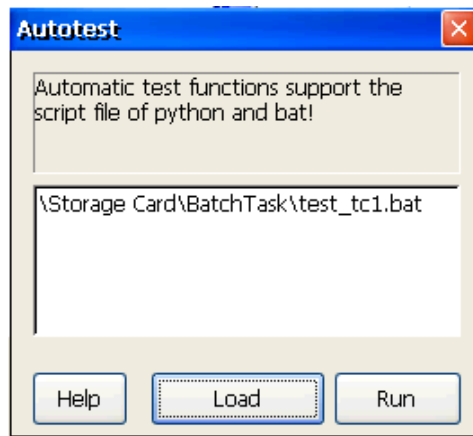 Autotest
Automatic test functions support the
script file of python and bat!
\Storage Card\BatchTask\test_tc1.bat
Help Load Run